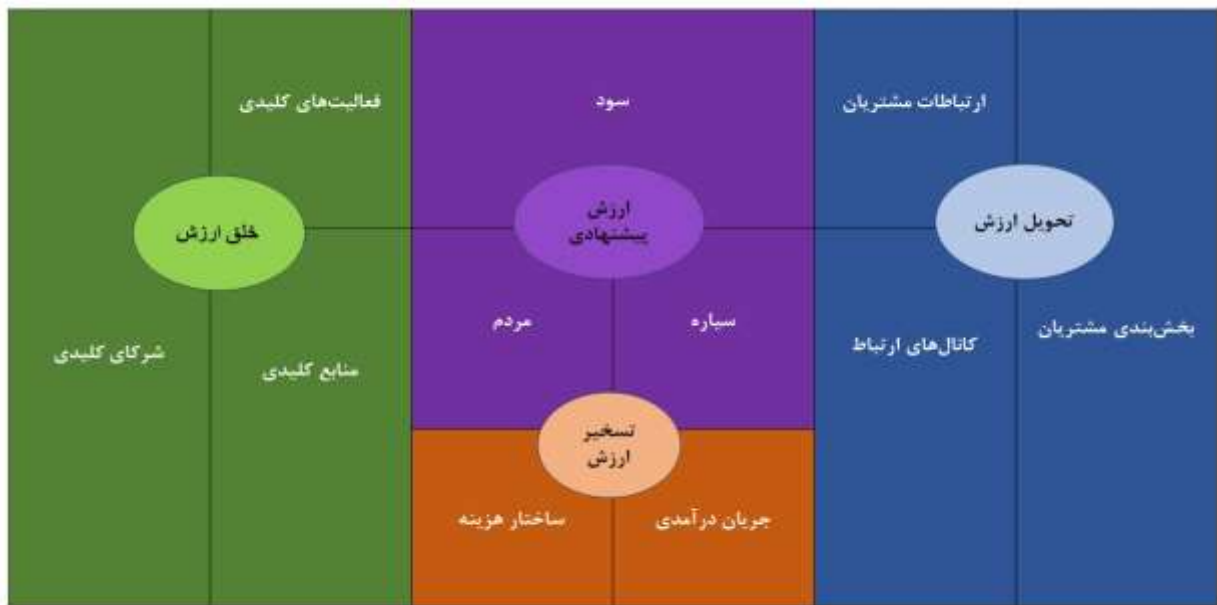 ارتباطات مشتریان
سود
فعالیت‌های کلیدی
تحویل ارزش
ارزش
پیشنهادی
خلق ارزش
بخش‌بندی مشتریان
کانال‌های ارتباط
سیاره
مردم
منابع کلیدی
شرکای کلیدی
تسخیر
ارزش
جریان درآمدی
ساختار هزینه